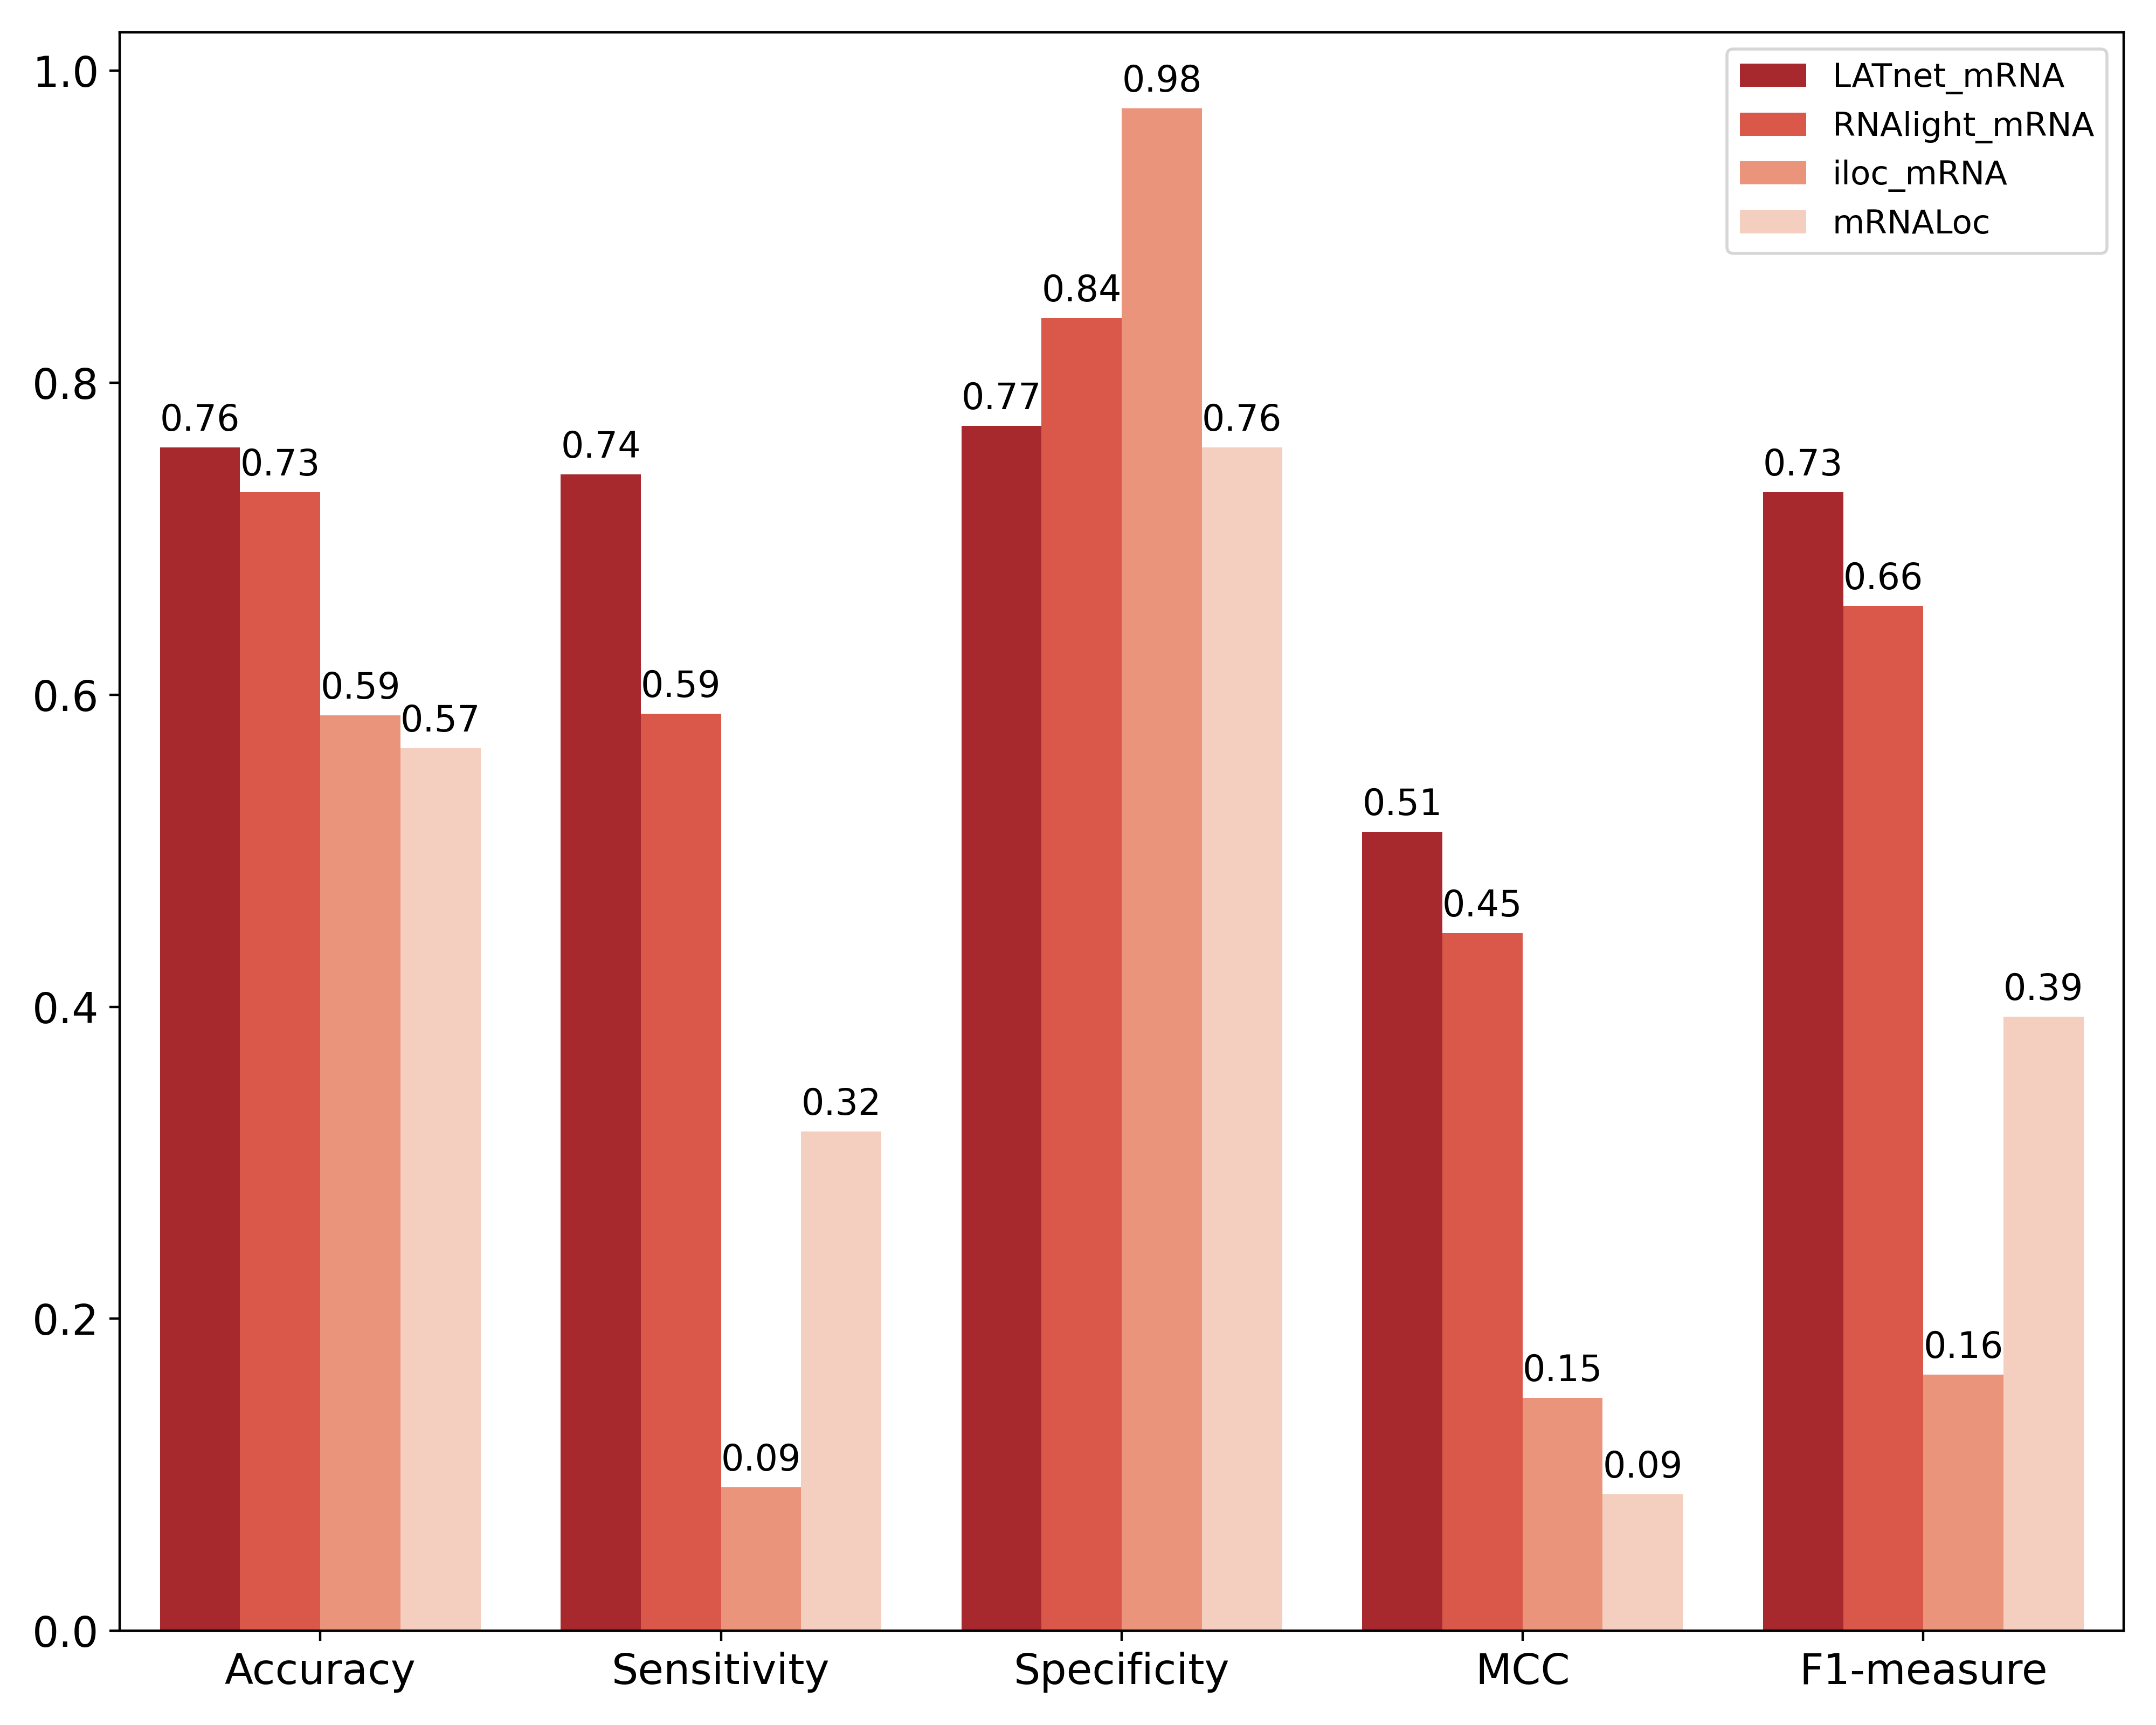 LATnet_mRNA
RNAlight_mRNA
iloc_mRNA
mRNALoc
1.0
0.8
0.6
0.4
0.2
0.0
0.76
0.73
0.59
0.57
0.74
0.59
0.09
0.32
0.77
0.84
0.98
0.76
0.51
0.45
0.15
0.09
0.73
0.66
0.16
0.39
Accuracy
Sensitivity
Specificity
MCC
F1-measure